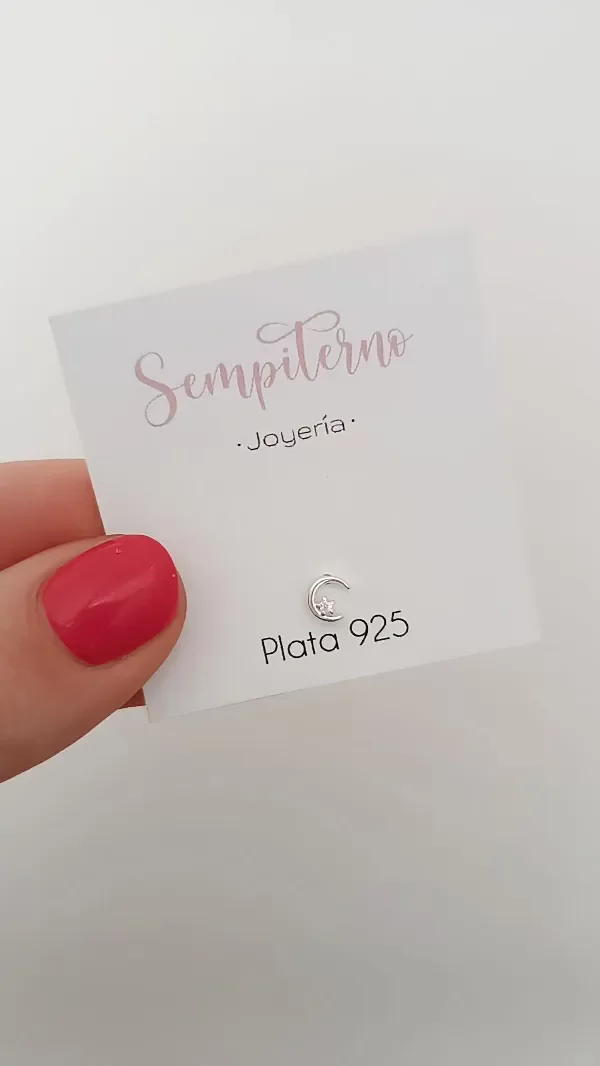 Sempiterno
·Joyería·
Plata 925